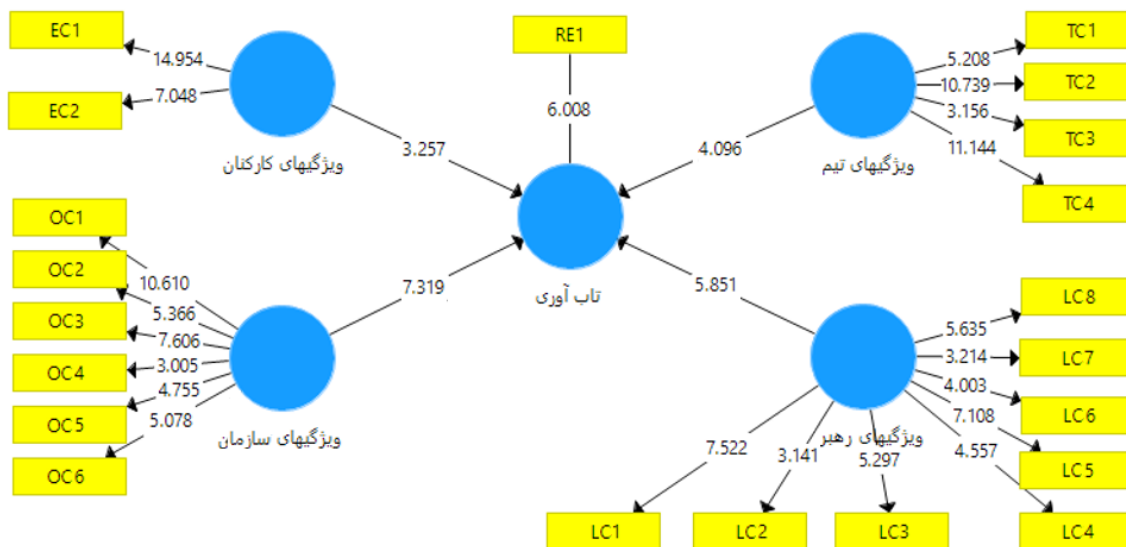 EC1
RE1
TC1
14.954
5.208
TC2
10.739
EC2
7.048
6.008
3.156
TC3
3.257
4.096
11.144
ویژگیهای کارکنان
ویژگیهای تیم
TC4
OC1
OC2
10.610
7.319
تاب آوری
5.851
LC8
OC3
5.366
5.635
7.606
3.214
LC7
OC4
3.005
4.003
4.755
7.108
LC6
OC5
5.078
ویژگیهای سازمان
ویژگیهای رهبر
7.522
3.141
5.297
4.557
LC5
OC6
LC1
LC2
LC3
LC4